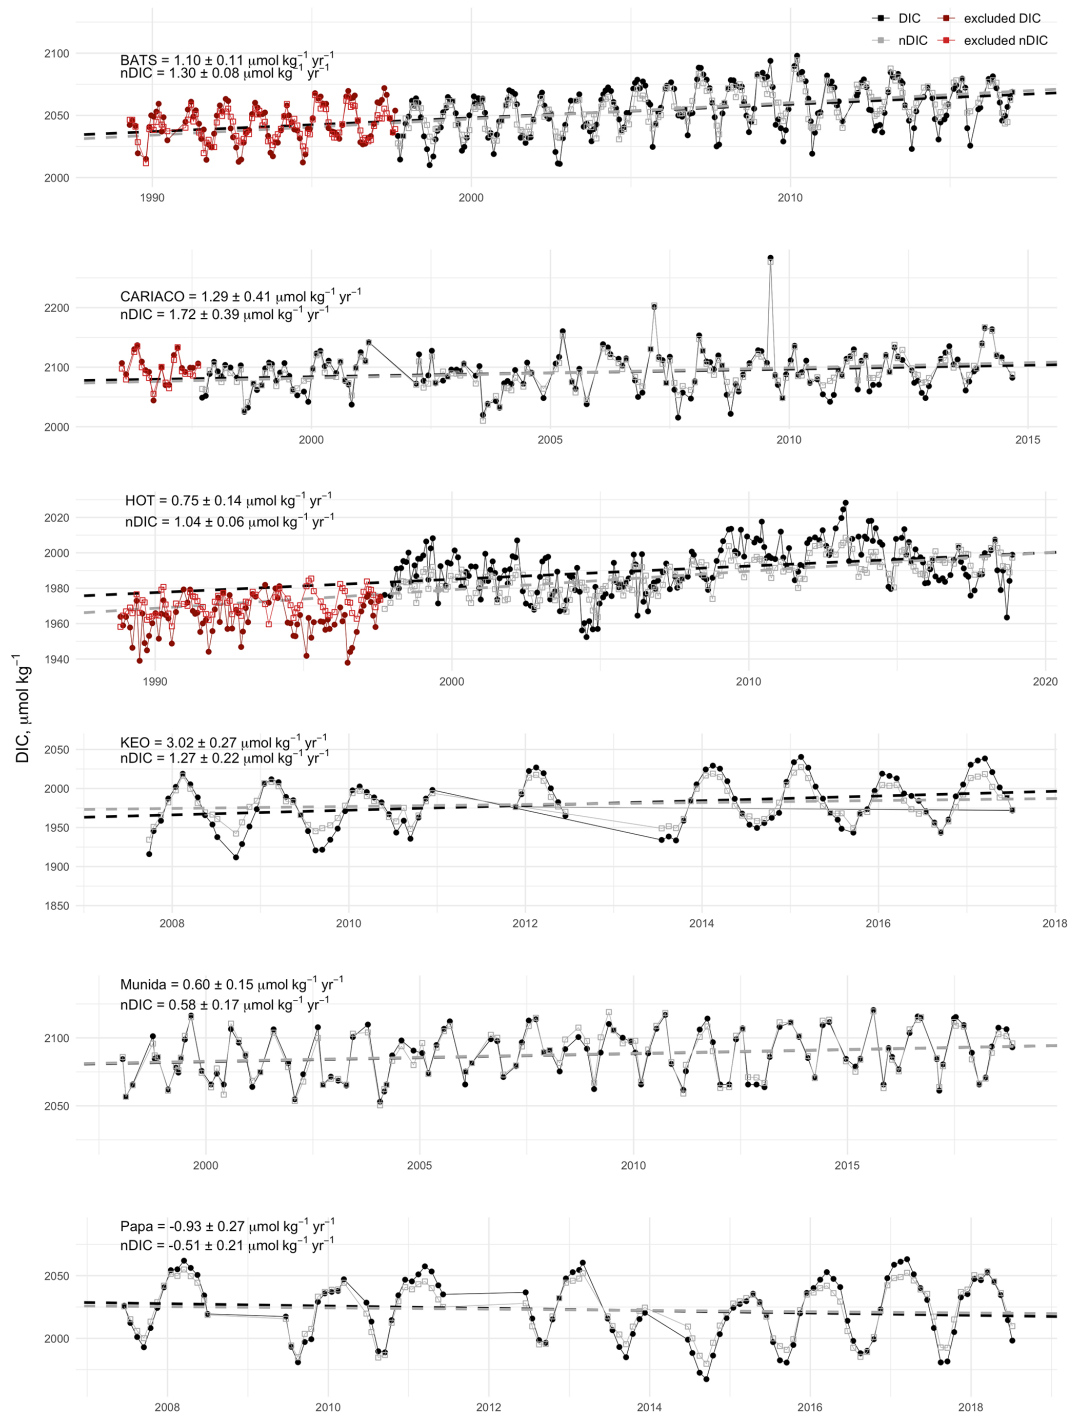 DIC excluded DIC
nDIC excluded nDIC
2100
BATS = 1.10 ± 0.11 μmol kg⁻¹ yr⁻¹
nDIC = 1.30 ± 0.08 μmol kg⁻¹ yr⁻¹
2050
2000
1990 2000 2010
CARIACO = 1.29 ± 0.41 μmol kg⁻¹ yr⁻¹
2200
nDIC = 1.72 ± 0.39 μmol kg⁻¹ yr⁻¹
2100
2000
2000 2005 2010 2015
HOT = 0.75 ± 0.14 μmol kg⁻¹ yr⁻¹
2020
nDIC = 1.04 ± 0.06 μmol kg⁻¹ yr⁻¹
2000
1980
1960
1940
1990 2000 2010 2020
DIC, μmol kg⁻¹
KEO = 3.02 ± 0.27 μmol kg⁻¹ yr⁻¹
2050
nDIC = 1.27 ± 0.22 μmol kg⁻¹ yr⁻¹
2000
1950
1900
1850
2008 2010 2012 2014 2016 2018
Munida = 0.60 ± 0.15 μmol kg⁻¹ yr⁻¹
nDIC = 0.58 ± 0.17 μmol kg⁻¹ yr⁻¹
2100
2050
2000 2005 2010 2015
Papa = -0.93 ± 0.27 μmol kg⁻¹ yr⁻¹
nDIC = -0.51 ± 0.21 μmol kg⁻¹ yr⁻¹
2050
2000
2008 2010 2012 2014 2016 2018